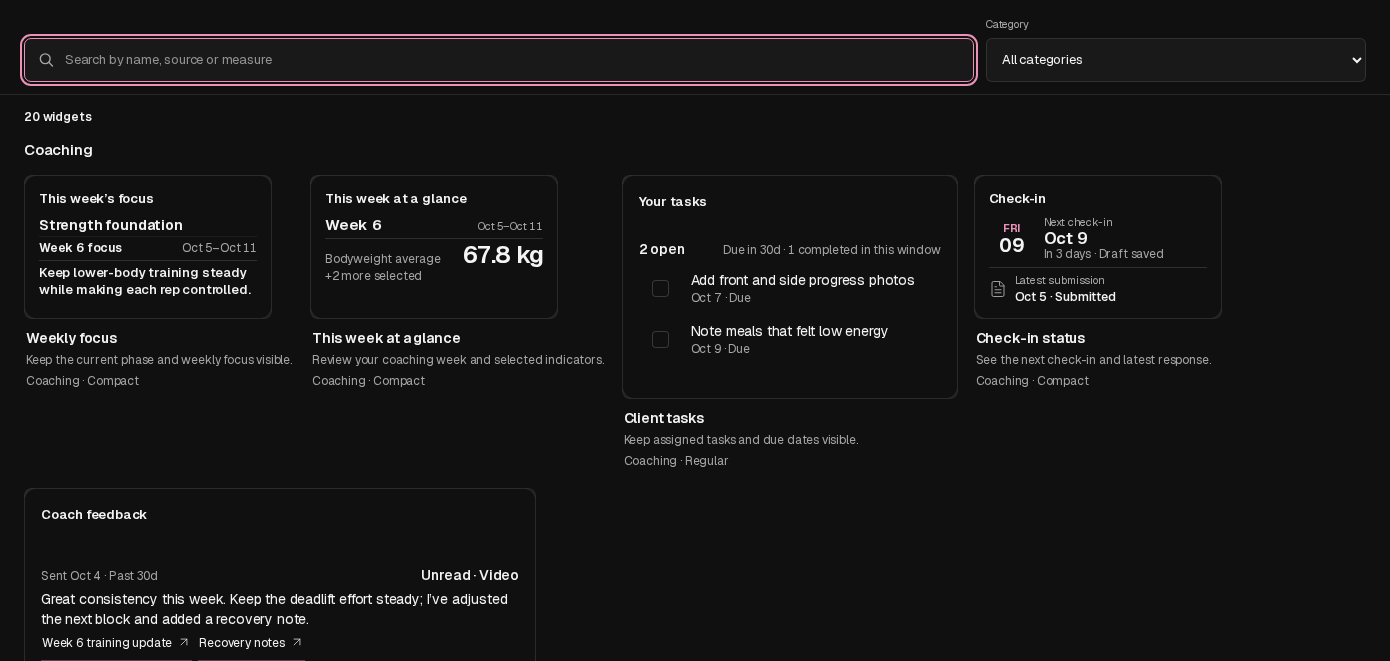 Category
Search by name, source or measure
All categories
20 widgets
Coaching
This week's focus
Strength foundation
Week 6 focus
Oct 5–Oct 11
Keep lower-body training steady
while making each rep controlled.
Weekly focus
Keep the current phase and weekly focus visible.
Coaching · Compact
This week at a glance
Week 6
Oct 5–Oct 11
Bodyweight average
67.8 kg
+2 more selected
This week at a glance
Review your coaching week and selected indicators.
Coaching · Compact
Your tasks
2 open
Due in 30d · 1 completed in this window
Add front and side progress photos
Oct 7 · Due
Note meals that felt low energy
Oct 9 · Due
Client tasks
Keep assigned tasks and due dates visible.
Coaching · Regular
Check-in
FRI
09
Next check-in
Oct 9
In 3 days · Draft saved
Latest submission
Oct 5 · Submitted
Check-in status
See the next check-in and latest response.
Coaching · Compact
Coach feedback
Sent Oct 4 · Past 30d
Unread · Video
Great consistency this week. Keep the deadlift effort steady; I've adjusted
the next block and added a recovery note.
Week 6 training update
Recovery notes